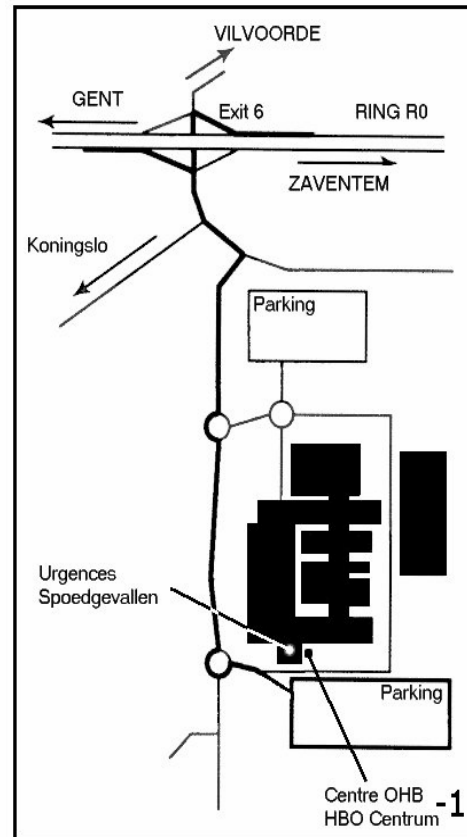 VILVOORDE
GENT
Exit 6
RING R0
ZAVENTEM
Koningslo
Parking
Urgences
Spoedgevallen
Parking
Centre OHB
HBO Centrum -1